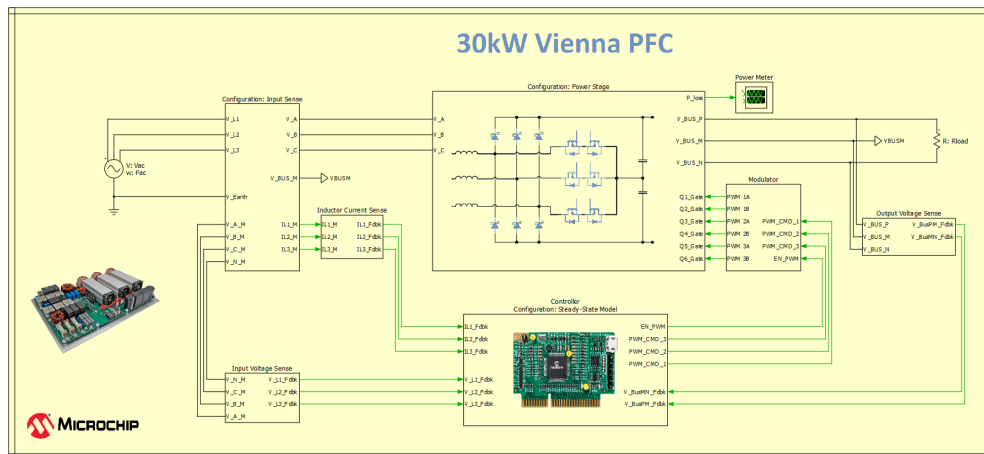 30kW Vienna PFC
Power Meter
Configuration: Input Sense
Configuration: Power Stage
V_L1
V_L2
V_L3
V_Earth
V_A
V_B
V_C
V_BUS_M
VBUSM
V_A
V_B
V_C
P_loss
V_BUS_P
V_BUS_M
V_BUS_N
VBUSM
R: Rload
V: Vac
w: Fac
V_A_M
V_B_M
V_C_M
V_N_M
IL1_M
IL2_M
IL3_M
Inductor Current Sense
IL1_M
IL2_M
IL3_M
IL1_Fdbk
IL2_Fdbk
IL3_Fdbk
Q1_Gate
Q2_Gate
Q3_Gate
Q4_Gate
Q5_Gate
Q6_Gate
Modulator
PWM 1A
PWM 1B
PWM 2A
PWM 2B
PWM 3A
PWM 3B
PWM_CMD_1
PWM_CMD_2
PWM_CMD_3
EN_PWM
Output Voltage Sense
V_BUS_P
V_BUS_M
V_BUS_N
V_BusPM_Fdbk
V_BusMN_Fdbk
Controller
Configuration: Steady-State Model
IL1_Fdbk
IL2_Fdbk
IL3_Fdbk
V_L1_Fdbk
V_L2_Fdbk
V_L3_Fdbk
EN_PWM
PWM_CMD_3
PWM_CMD_2
PWM_CMD_1
V_BusMN_Fdbk
V_BusPM_Fdbk
Input Voltage Sense
V_N_M
V_C_M
V_B_M
V_A_M
V_L1_Fdbk
V_L2_Fdbk
V_L3_Fdbk
MICROCHIP